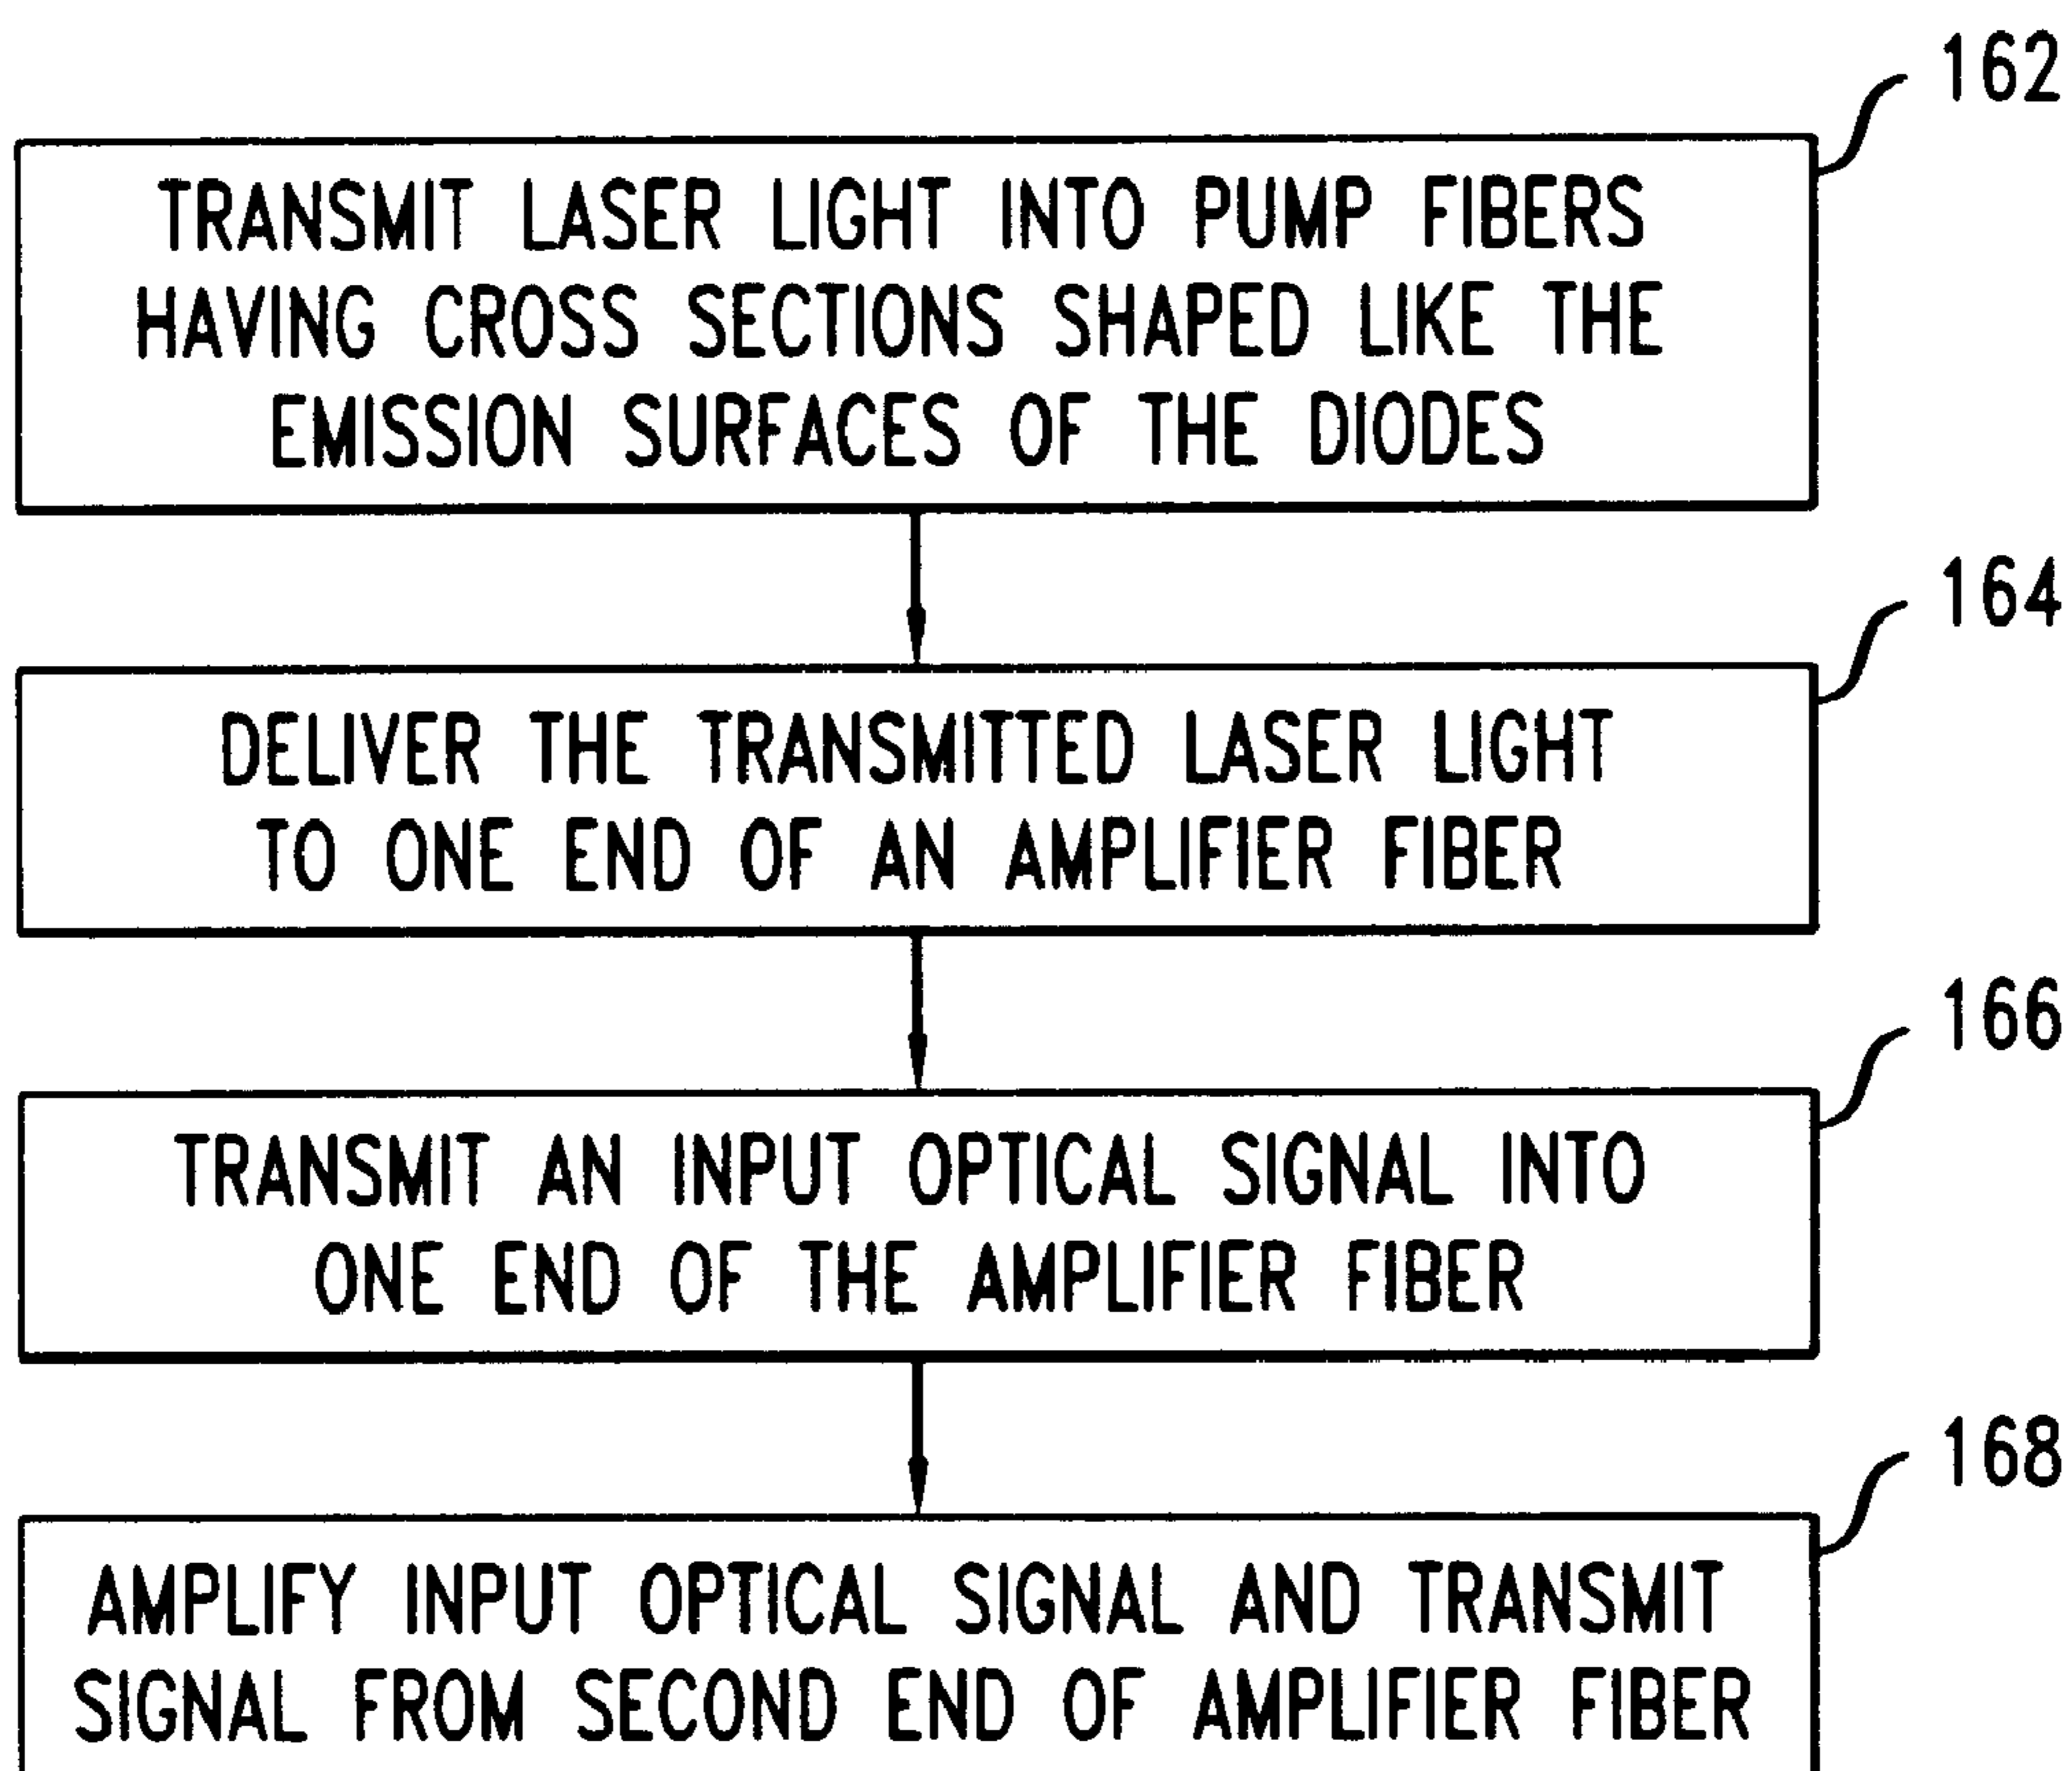 162
TRANSMIT LASER LIGHT INTO PUMP FIBERS
HAVING CROSS SECTIONS SHAPED LIKE THE
EMISSION SURFACES OF THE DIODES
164
DELIVER THE TRANSMITTED LASER LIGHT
TO ONE END OF AN AMPLIFIER FIBER
166
TRANSMIT AN INPUT OPTICAL SIGNAL INTO
ONE END OF THE AMPLIFIER FIBER
168
AMPLIFY INPUT OPTICAL SIGNAL AND TRANSMIT
SIGNAL FROM SECOND END OF AMPLIFIER FIBER